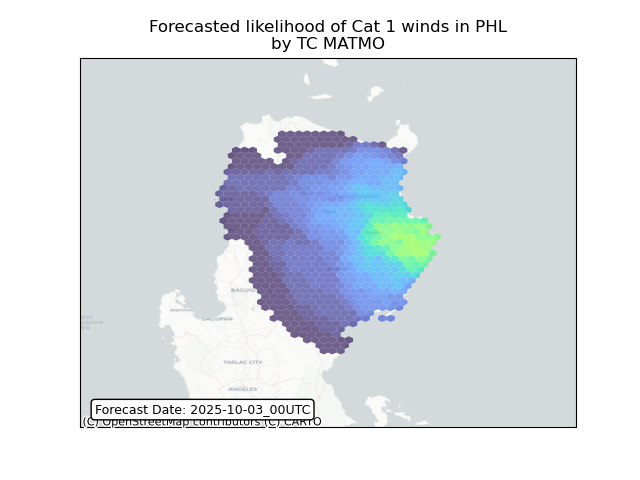 Forecasted likelihood of Cat 1 winds in PHL
by TC MATMO
BAGUIO
DAGUPAN
TARLAC CITY
ANGELES
Forecast Date: 2025-10-03_00UTC
(C) OpenStreetMap contributors (C) CARTO